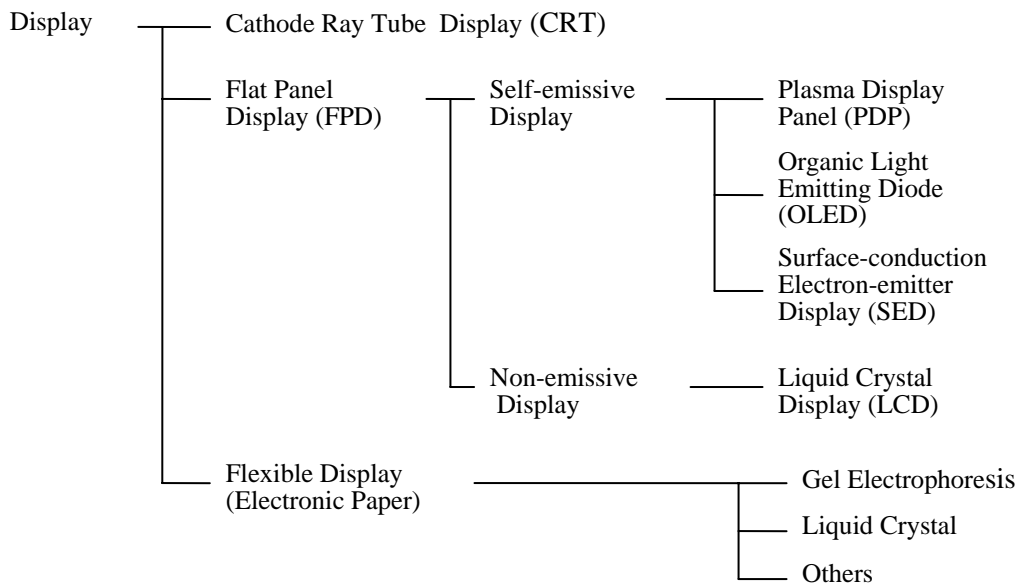 Display
Cathode Ray Tube Display (CRT)
Flat Panel
Display (FPD)
Self-emissive
Display
Plasma Display
Panel (PDP)
Organic Light
Emitting Diode
(OLED)
Surface-conduction
Electron-emitter
Display (SED)
Non-emissive
Display
Liquid Crystal
Display (LCD)
Flexible Display
(Electronic Paper)
Gel Electrophoresis
Liquid Crystal
Others